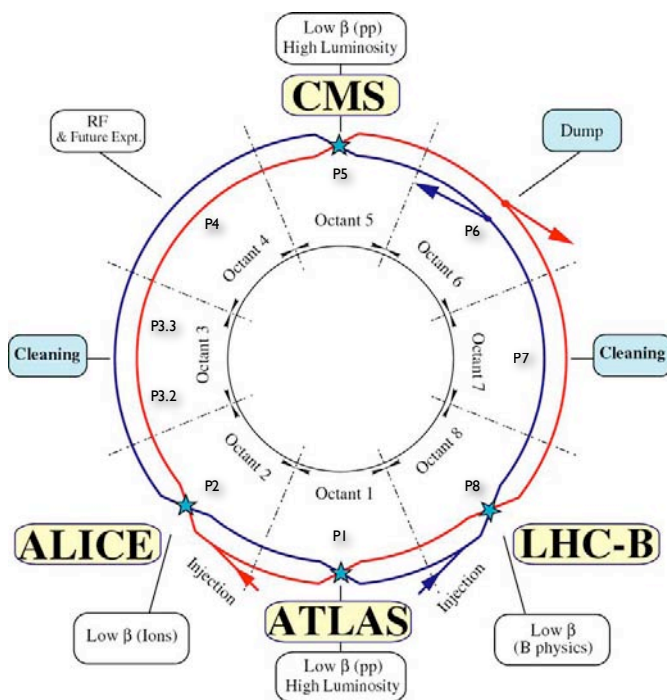 Low β (pp)
High Luminosity
CMS
RF
& Future Expt.
Dump
P5
P4
P6
Octant 5
Octant 4
Octant 6
P3.3
Octant 3
Cleaning
P7
Cleaning
Octant 7
P3.2
Octant 2
Octant 8
P2
P8
Octant 1
ALICE
P1
LHC-B
Injection
Injection
ATLAS
Low β (Ions)
Low β
(B physics)
Low β (pp)
High Luminosity